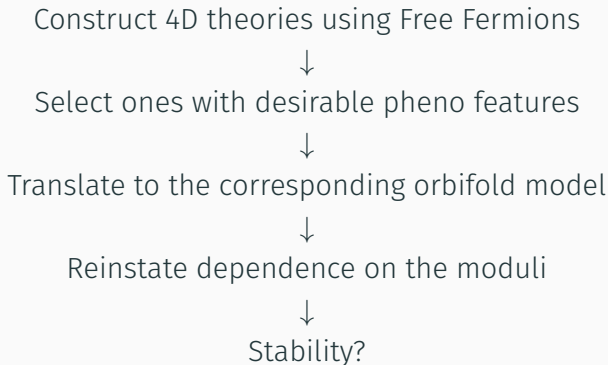 Construct 4D theories using Free Fermions
↓
Select ones with desirable pheno features
↓
Translate to the corresponding orbifold model
↓
Reinstate dependence on the moduli
↓
Stability?